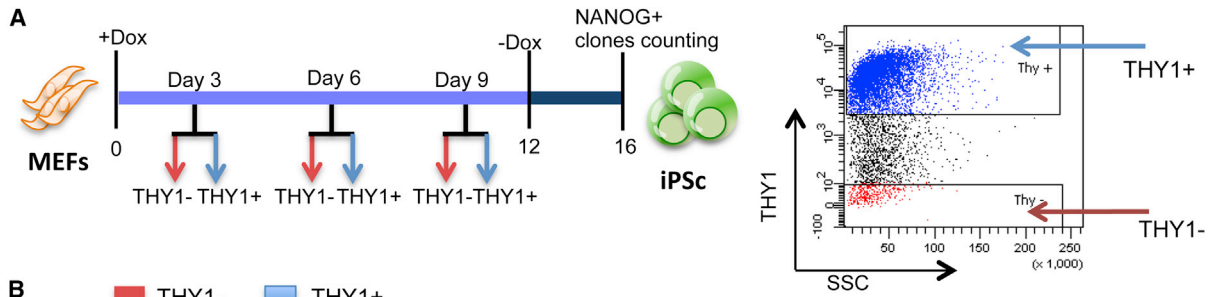 A
+Dox
Day 3
Day 6
Day 9
-Dox
NANOG+
clones counting
MEFs
0
12
16
THY1- THY1+
THY1-THY1+
THY1-THY1+
iPSc
THY1
10^5
10^4
10^3
10^2
0
-100
Thy +
Thy -
50 100 150 200 250
(x 1,000)
SSC
THY1+
THY1-
B
THY1-
THY1+